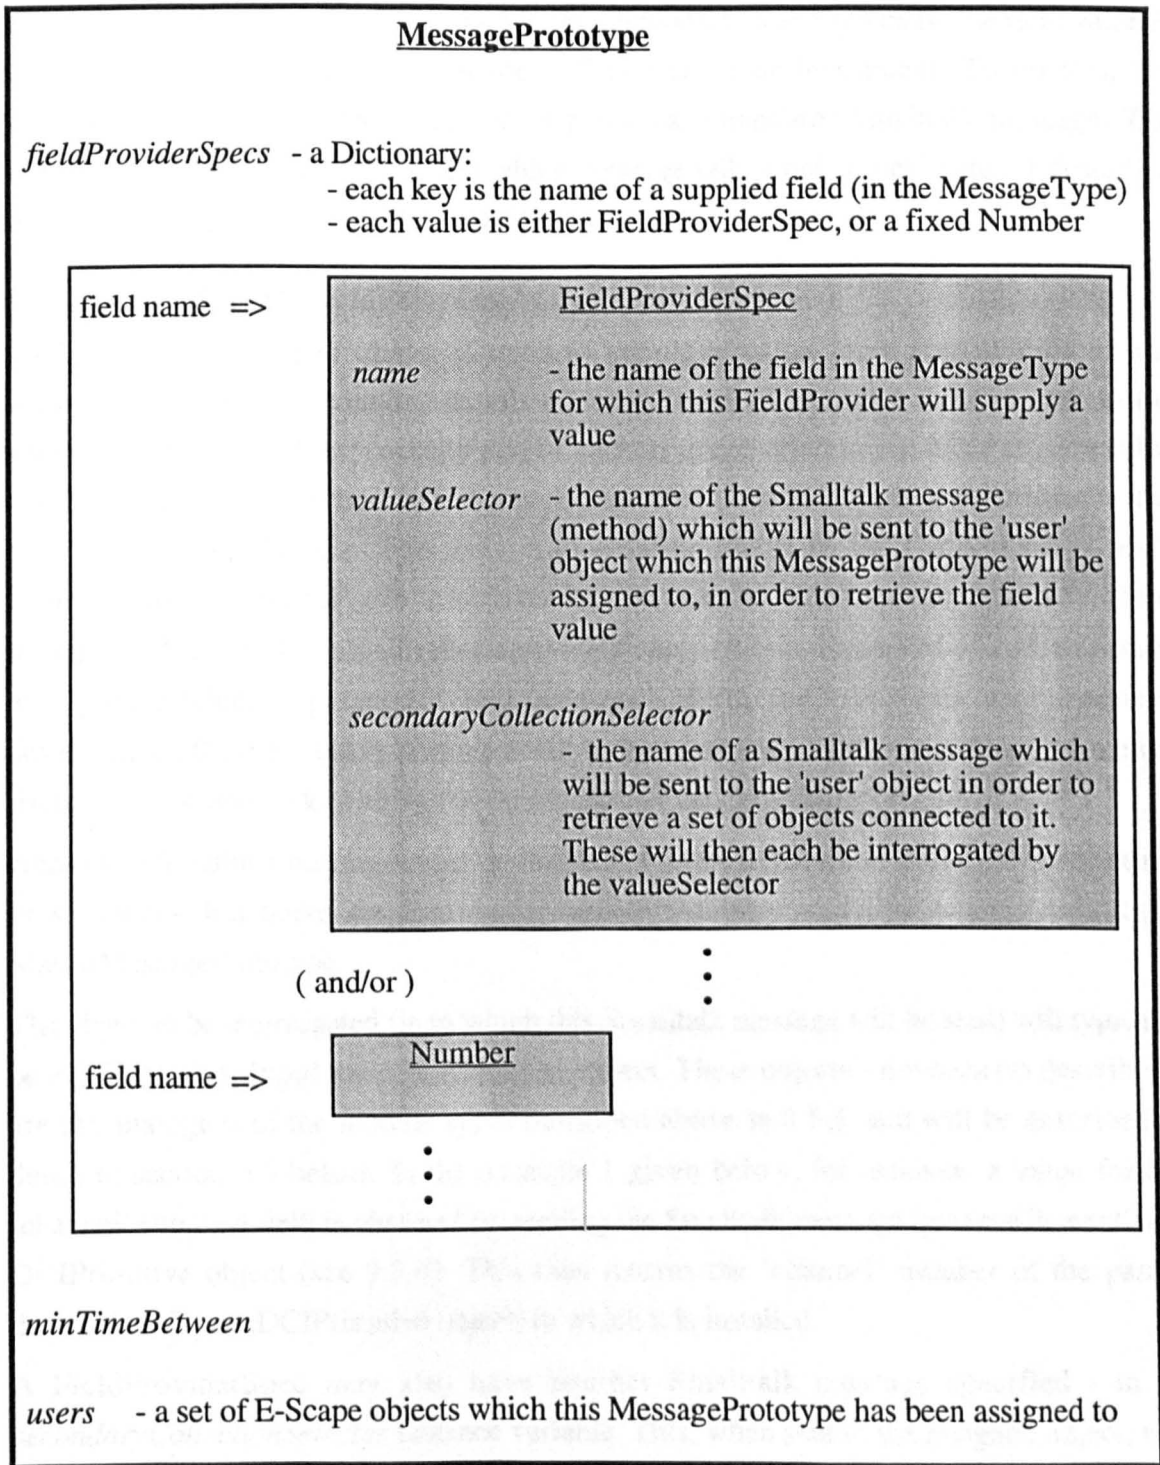 MessagePrototype
fieldProviderSpecs - a Dictionary:
- each key is the name of a supplied field (in the MessageType)
- each value is either FieldProviderSpec, or a fixed Number
field name =>
FieldProviderSpec
name - the name of the field in the MessageType
for which this FieldProvider will supply a
value
valueSelector - the name of the Smalltalk message
(method) which will be sent to the 'user'
object which this MessagePrototype will be
assigned to, in order to retrieve the field
value
secondaryCollectionSelector
- the name of a Smalltalk message which
will be sent to the 'user' object in order to
retrieve a set of objects connected to it.
These will then each be interrogated by
the valueSelector
( and/or )
field name =>
Number
minTimeBetween
users - a set of E-Scape objects which this MessagePrototype has been assigned to